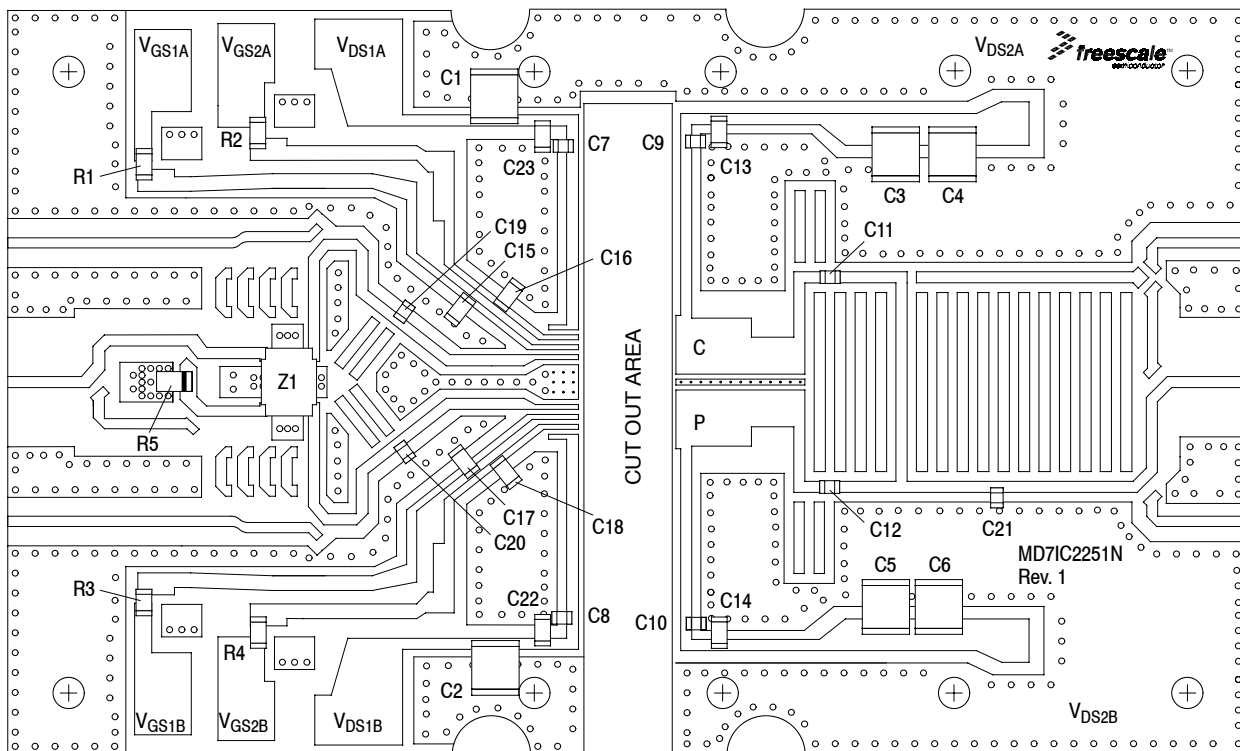 VGS1A
VGS2A
VDS1A
VDS2A
freescale™
semiconductor
C1
R2
R1
C23
C7
C9
C13
C3
C4
C19
C15
C16
C11
CUT OUT AREA
C
Z1
P
R5
C17
C18
C20
C12
C21
MD7IC2251N
Rev. 1
R3
C5
C6
C22
C8
C10
C14
R4
C2
VGS1B
VGS2B
VDS1B
VDS2B